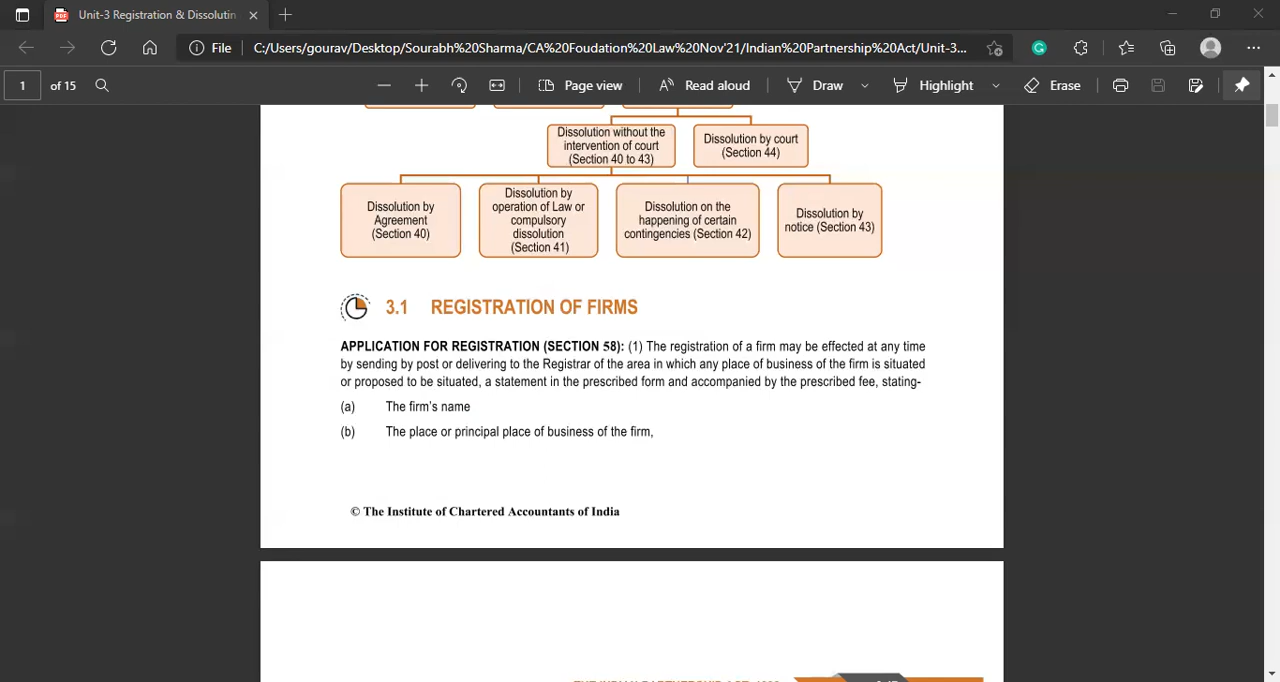 Unit-3 Registration & Dissolutin
File C:/Users/gourav/Desktop/Sourabh%20Sharma/CA%20Foudation%20Law%20Nov'21/Indian%20Partnership%20Act/Unit-3...
1 of 15 Page view Read aloud Draw Highlight Erase
Dissolution without the
intervention of court
(Section 40 to 43)
Dissolution by court
(Section 44)
Dissolution by
Agreement
(Section 40)
Dissolution by
operation of Law or
compulsory
dissolution
(Section 41)
Dissolution on the
happening of certain
contingencies (Section 42)
Dissolution by
notice (Section 43)
3.1 REGISTRATION OF FIRMS
APPLICATION FOR REGISTRATION (SECTION 58): (1) The registration of a firm may be effected at any time
by sending by post or delivering to the Registrar of the area in which any place of business of the firm is situated
or proposed to be situated, a statement in the prescribed form and accompanied by the prescribed fee, stating-
(a) The firm's name
(b) The place or principal place of business of the firm,
© The Institute of Chartered Accountants of India